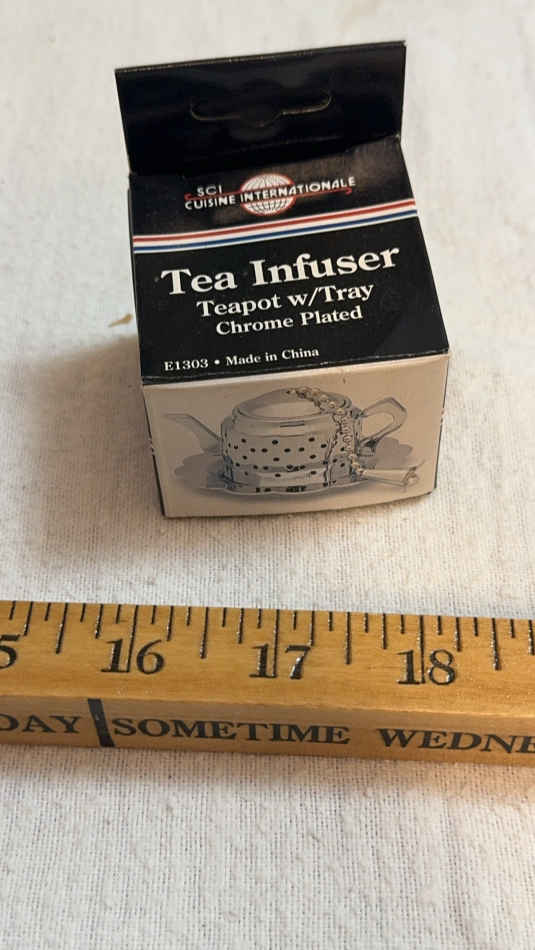 SCI
CUISINE INTERNATIONALE
Tea Infuser
Teapot w/Tray
Chrome Plated
E1303 • Made in China
5 16 17 18
DAY SOMETIME WEDNE